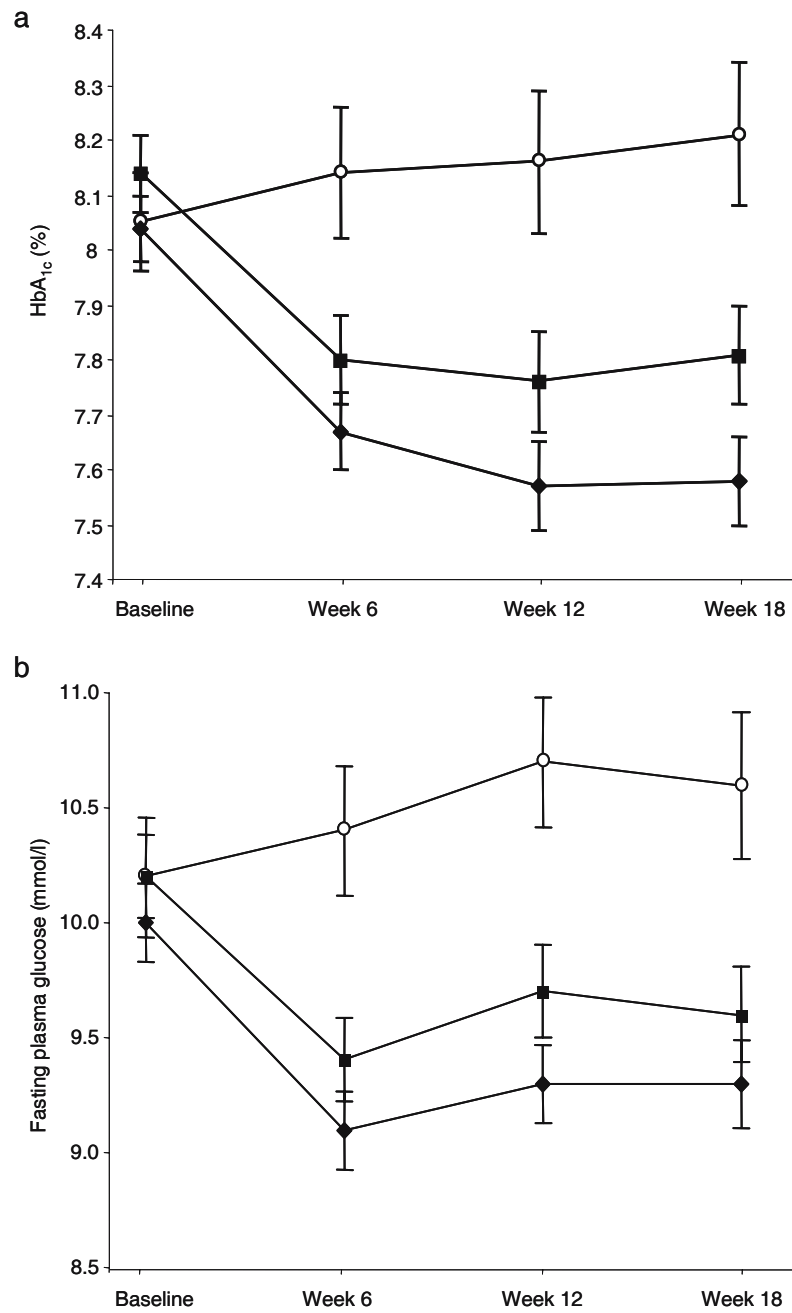 a
8.4
8.3
8.2
8.1
8
7.9
7.8
7.7
7.6
7.5
7.4
HbA1c (%)
Baseline Week 6 Week 12 Week 18
b
11.0
10.5
10.0
9.5
9.0
8.5
Fasting plasma glucose (mmol/l)
Baseline Week 6 Week 12 Week 18